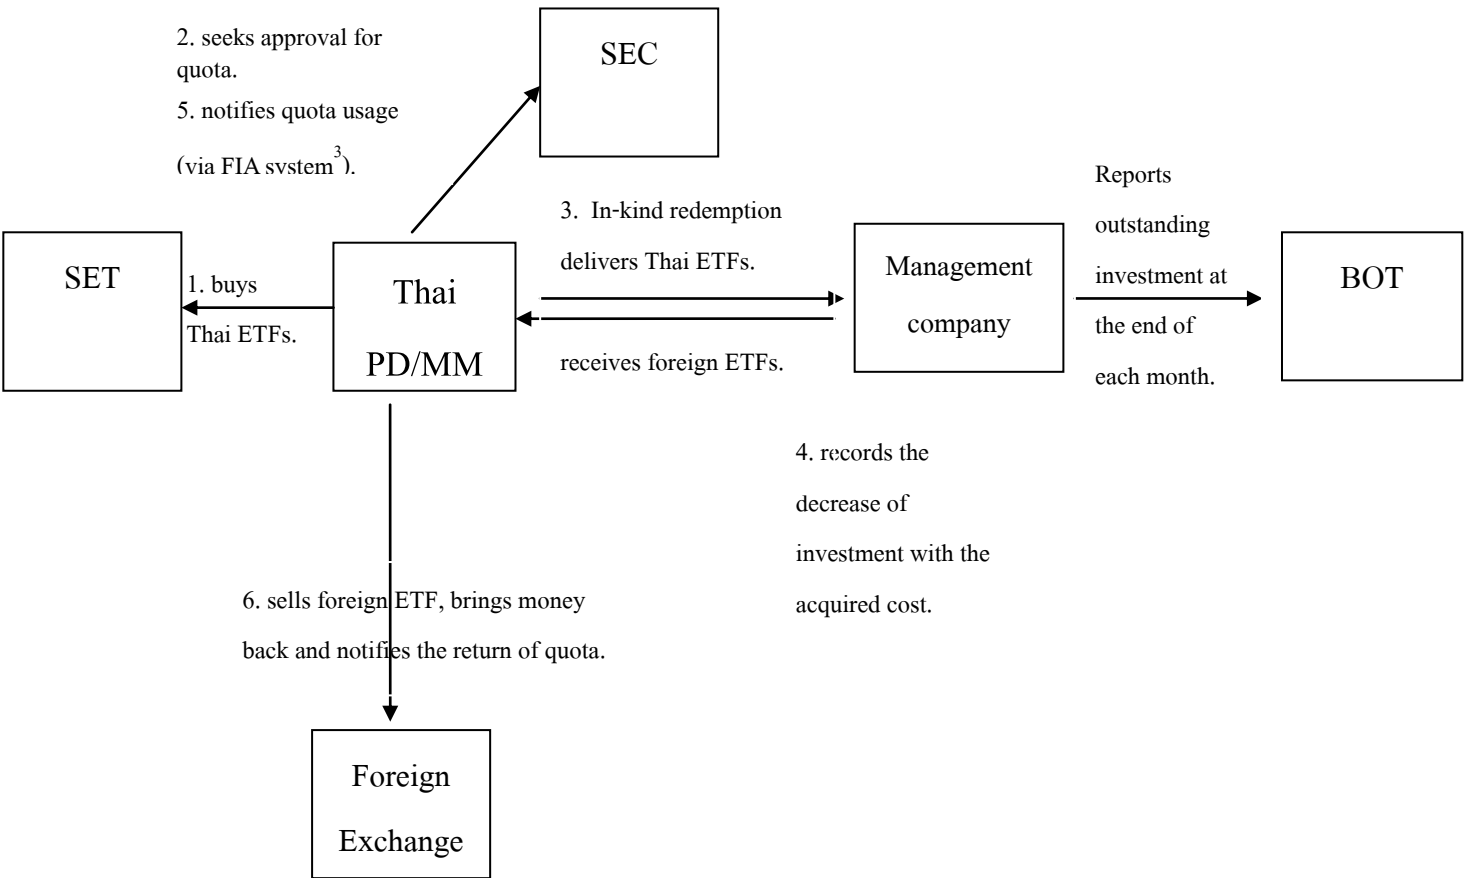 2. seeks approval for
quota.
5. notifies quota usage
(via FIA system3).
SEC
SET
1. buys
Thai ETFs.
Thai
PD/MM
3. In-kind redemption
delivers Thai ETFs.
receives foreign ETFs.
Management
company
Reports
outstanding
investment at
the end of
each month.
BOT
4. records the
decrease of
investment with the
acquired cost.
6. sells foreign ETF, brings money
back and notifies the return of quota.
Foreign
Exchange